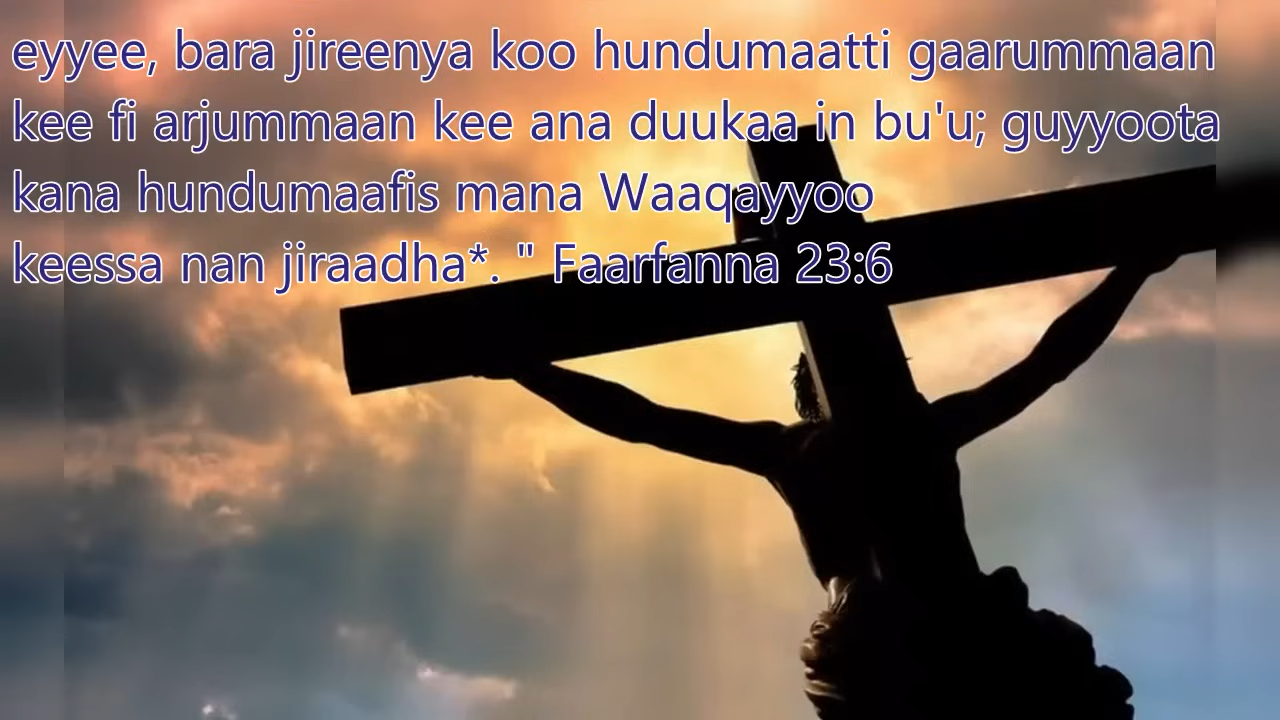 eyyee, bara jireenya koo hundumaatti gaarummaan
kee fi arjummaan kee ana duukaa in bu'u; guyyoota
kana hundumaafis mana Waaqayyoo
keessa nan jiraadha*. " Faarfanna 23:6